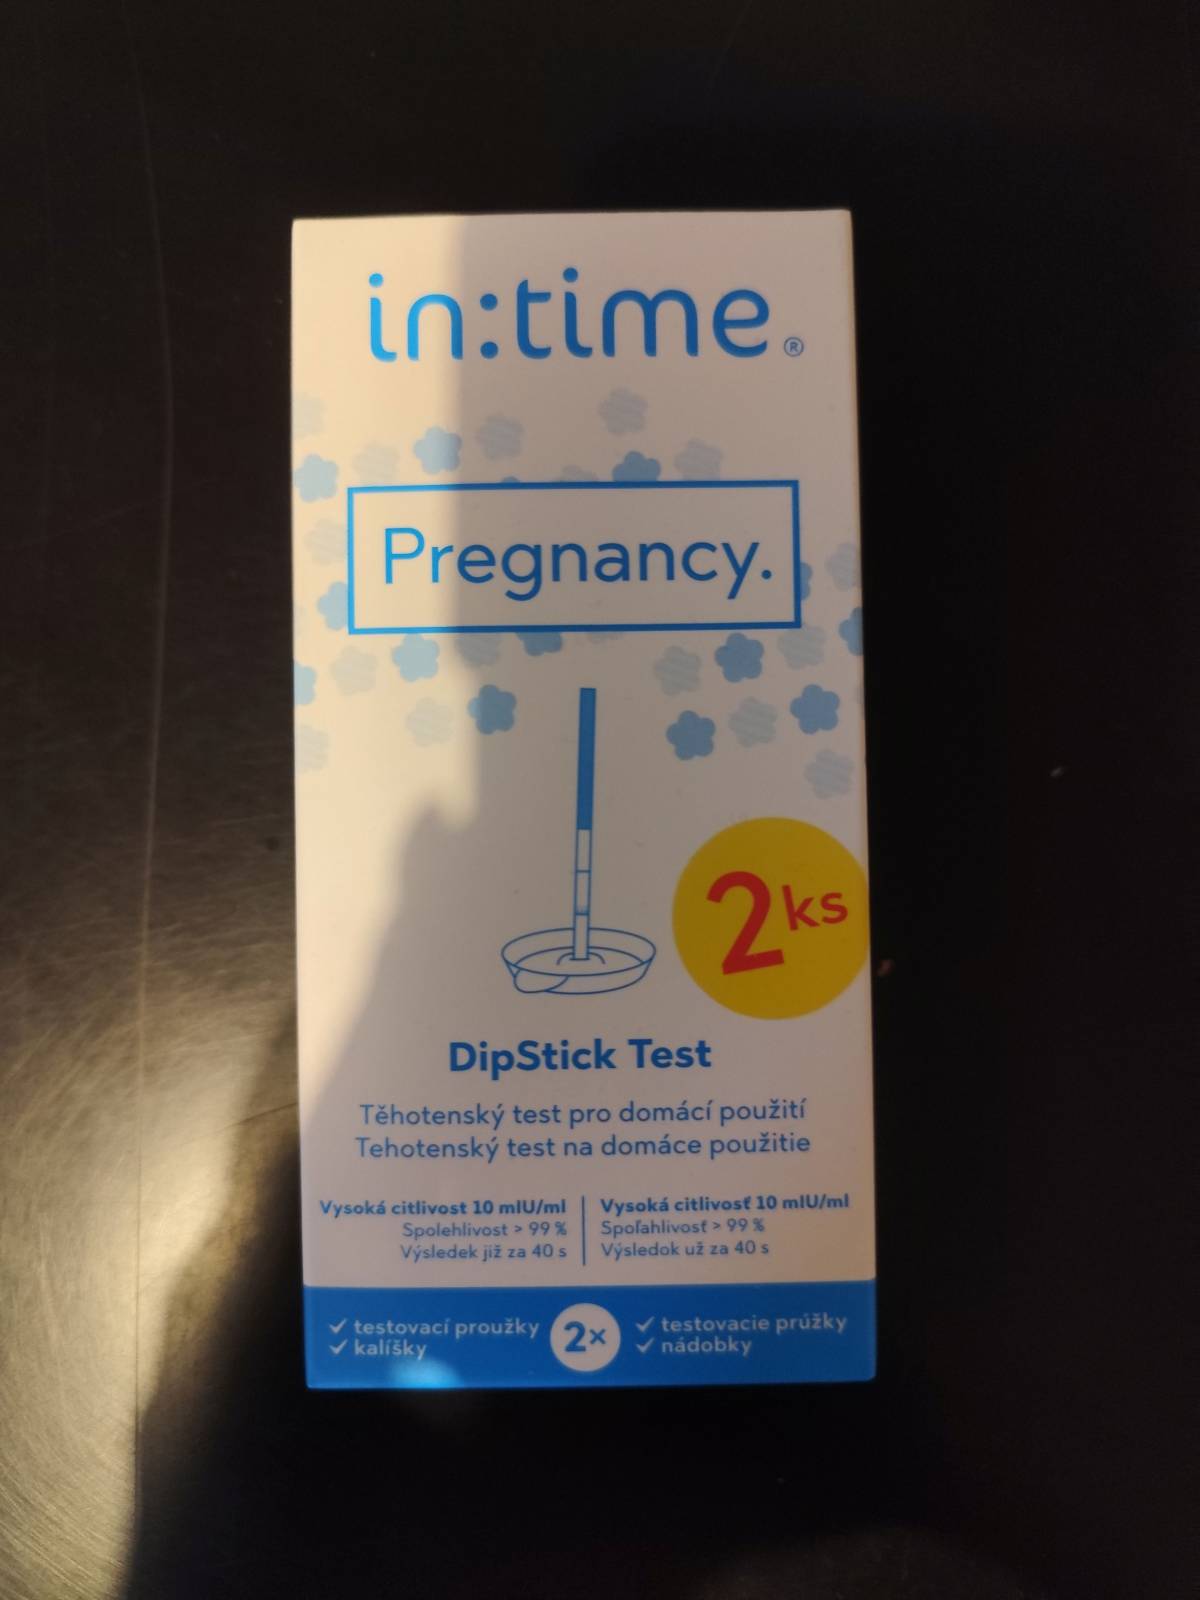 in:time®
Pregnancy.
2ks
DipStick Test
Těhotenský test pro domácí použití
Tehotenský test na domáce použitie
Vysoká citlivost 10 mIU/ml
Spolehlivost > 99 %
Výsledek již za 40 s
Vysoká citlivosť 10 mIU/ml
Spoľahlivosť > 99 %
Výsledok už za 40 s
✓ testovací proužky
✓ kalíšky
2×
✓ testovacie prúžky
✓ nádobky